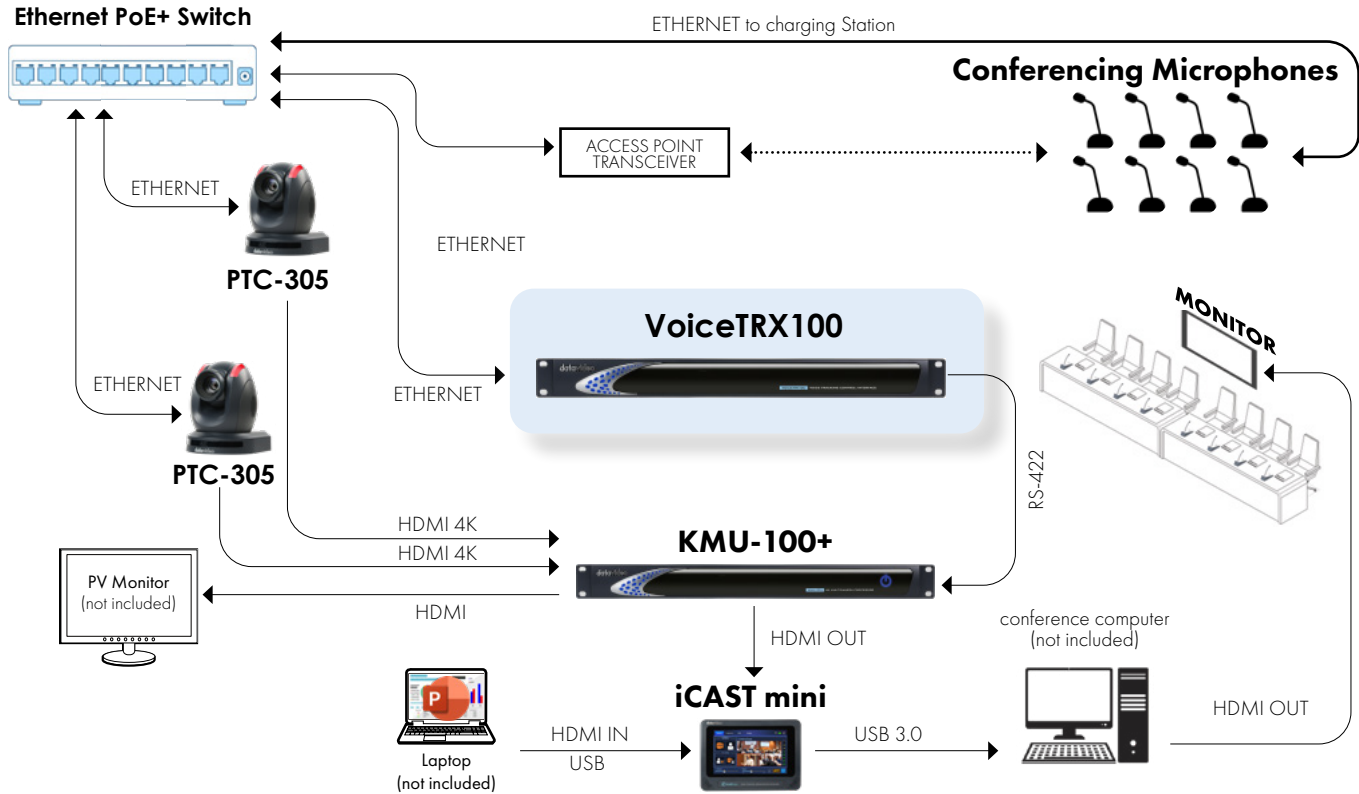 Ethernet PoE+ Switch
ETHERNET to charging Station
Conferencing Microphones
ACCESS POINT
TRANSCEIVER
ETHERNET
PTC-305
ETHERNET
VoiceTRX100
MONITOR
datavideo
ETHERNET
ETHERNET
PTC-305
RS-422
HDMI 4K
HDMI 4K
KMU-100+
datavideo
PV Monitor
(not included)
HDMI
HDMI OUT
conference computer
(not included)
iCAST mini
P
HDMI IN
USB
USB 3.0
HDMI OUT
Laptop
(not included)